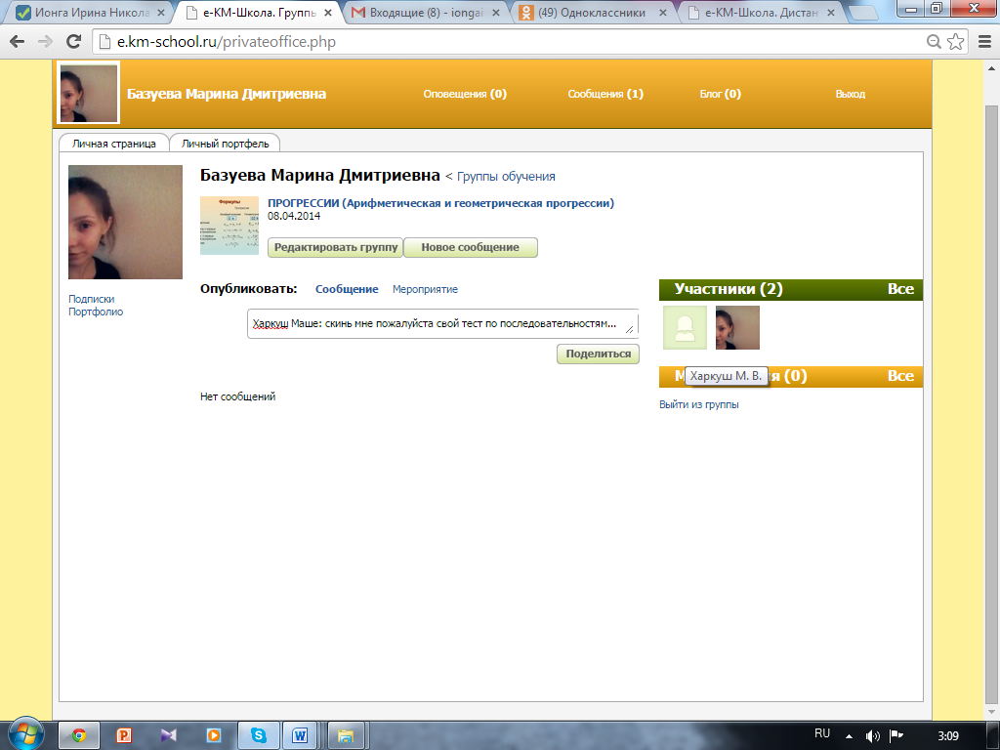 Ионга Ирина Никола
е-КМ-Школа. Группы
Входящие (8) - iongai
(49) Одноклассники
е-КМ-Школа. Дистан
e.km-school.ru/privateoffice.php
Базуева Марина Дмитриевна
Оповещения (0)
Сообщения (1)
Блог (0)
Выход
Личная страница
Личный портфель
Базуева Марина Дмитриевна < Группы обучения
ПРОГРЕССИИ (Арифметическая и геометрическая прогрессии)
08.04.2014
Формулы
Редактировать группу
Новое сообщение
Подписки
Портфолио
Опубликовать: Сообщение Мероприятие
Харкуш Маше: скинь мне пожалуйста свой тест по последовательностям...
Поделиться
Нет сообщений
Участники (2) Все
Харкуш М. В.
М я (0) Все
Выйти из группы
RU
3:09